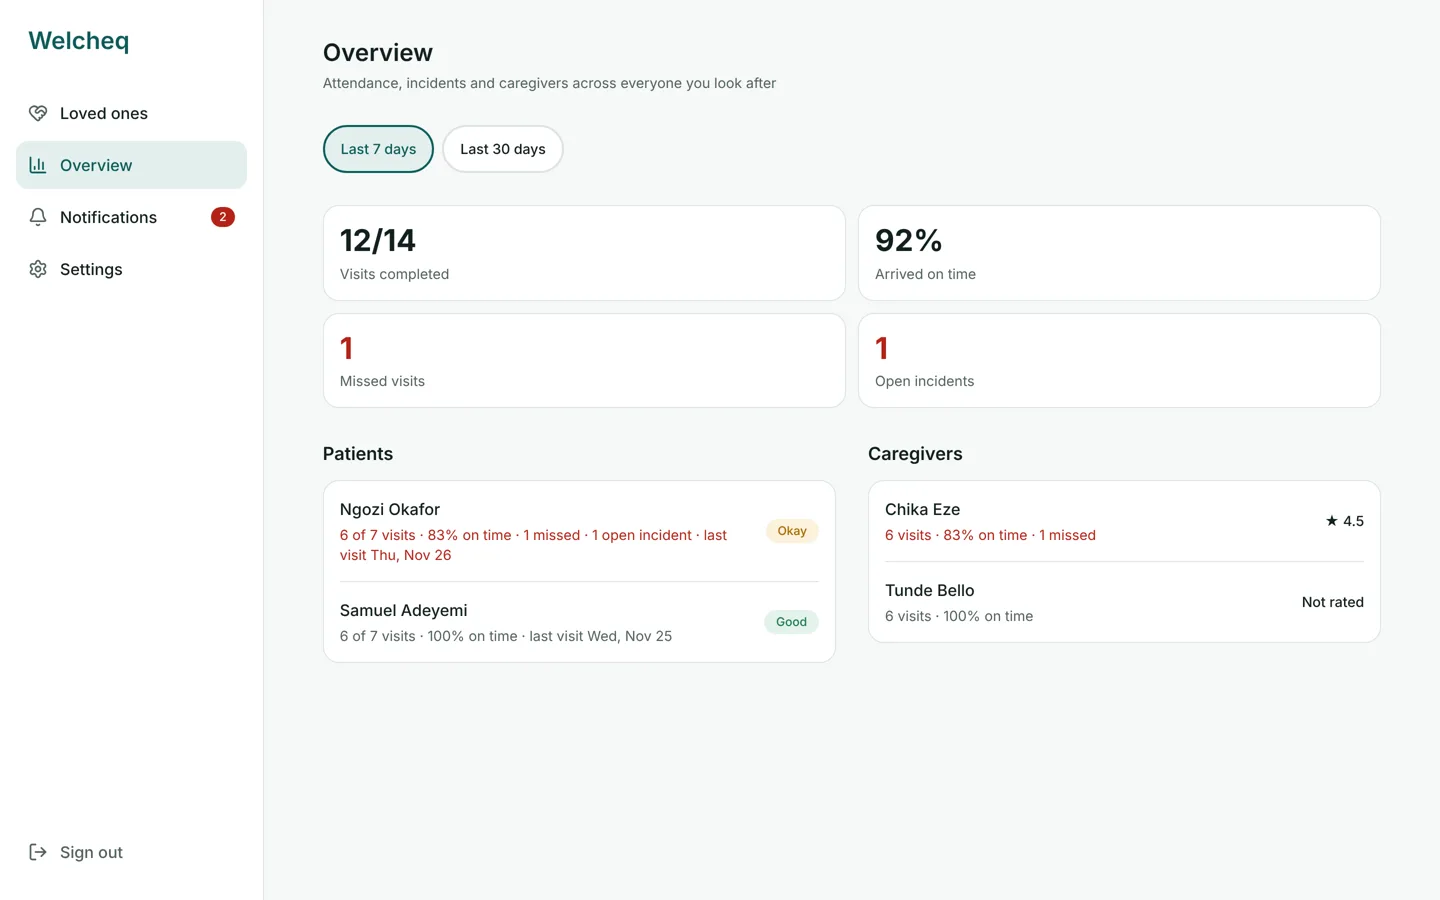 Welcheq
Loved ones
Overview
Notifications 2
Settings
Sign out
Overview
Attendance, incidents and caregivers across everyone you look after
Last 7 days
Last 30 days
12/14
Visits completed
92%
Arrived on time
1
Missed visits
1
Open incidents
Patients
Ngozi Okafor
6 of 7 visits · 83% on time · 1 missed · 1 open incident · last
visit Thu, Nov 26
Okay
Samuel Adeyemi
6 of 7 visits · 100% on time · last visit Wed, Nov 25
Good
Caregivers
Chika Eze
6 visits · 83% on time · 1 missed
★ 4.5
Tunde Bello
6 visits · 100% on time
Not rated